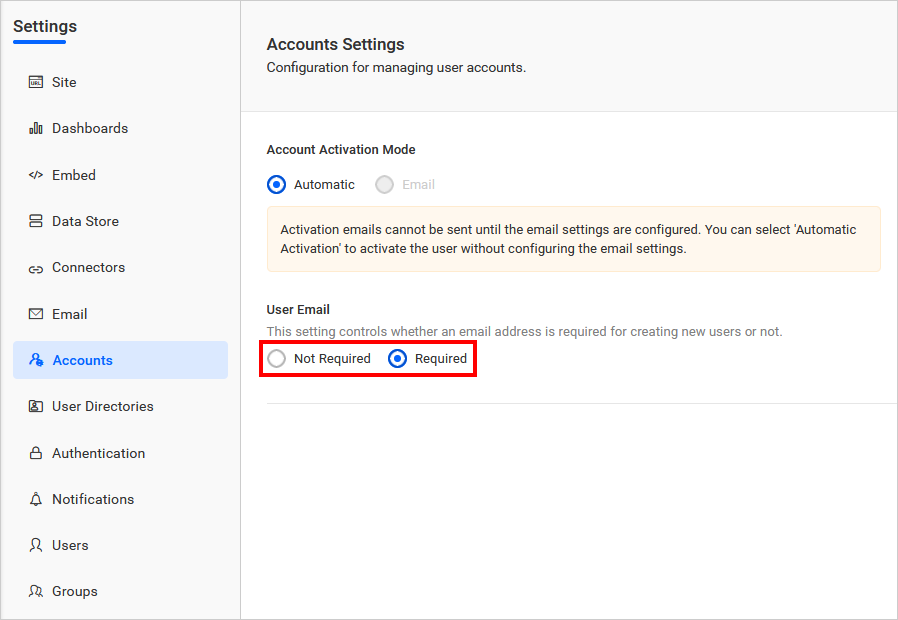 Settings
Site
Dashboards
Embed
Data Store
Connectors
Email
Accounts
User Directories
Authentication
Notifications
Users
Groups
Accounts Settings
Configuration for managing user accounts.
Account Activation Mode
Automatic Email
Activation emails cannot be sent until the email settings are configured. You can select 'Automatic
Activation' to activate the user without configuring the email settings.
User Email
This setting controls whether an email address is required for creating new users or not.
Not Required Required